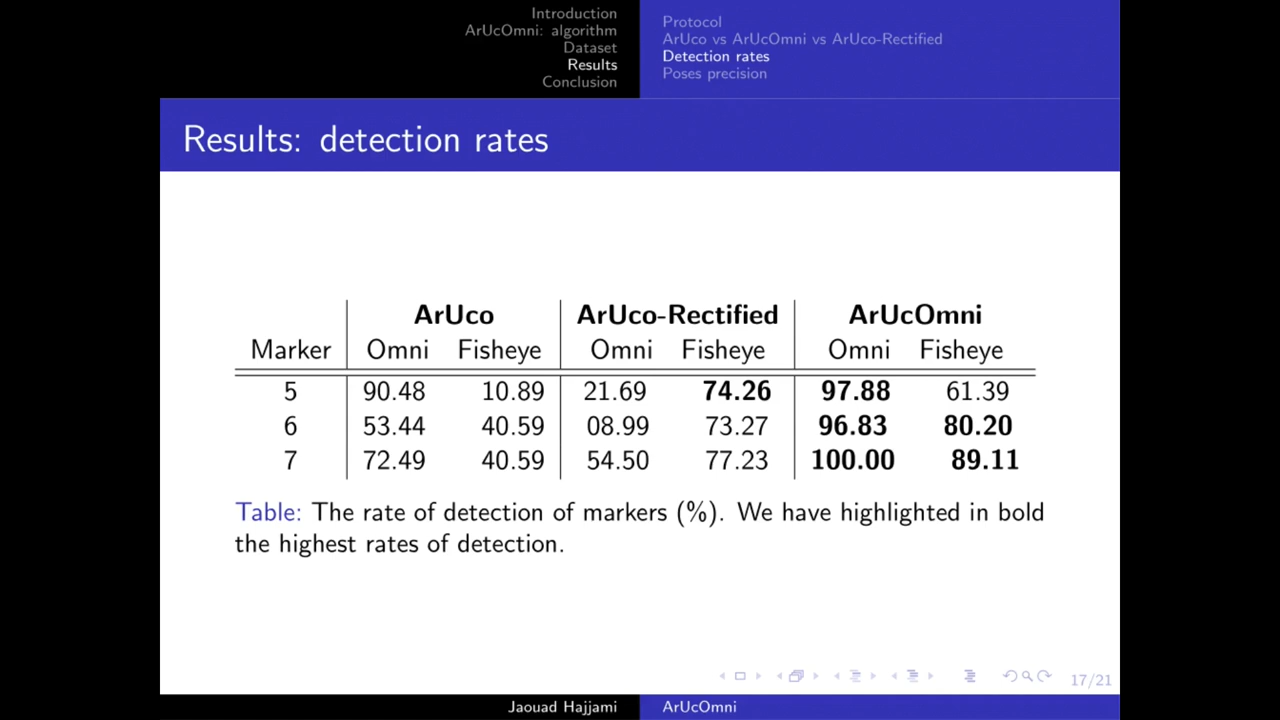 Introduction
ArUcOmni: algorithm
Dataset
Results
Conclusion
Protocol
ArUco vs ArUcOmni vs ArUco-Rectified
Detection rates
Poses precision
Results: detection rates
ArUco ArUco-Rectified ArUcOmni
Marker Omni Fisheye Omni Fisheye Omni Fisheye
5 90.48 10.89 21.69 74.26 97.88 61.39
6 53.44 40.59 08.99 73.27 96.83 80.20
7 72.49 40.59 54.50 77.23 100.00 89.11
Table: The rate of detection of markers (%). We have highlighted in bold
the highest rates of detection.
17/21
Jaouad Hajjami ArUcOmni